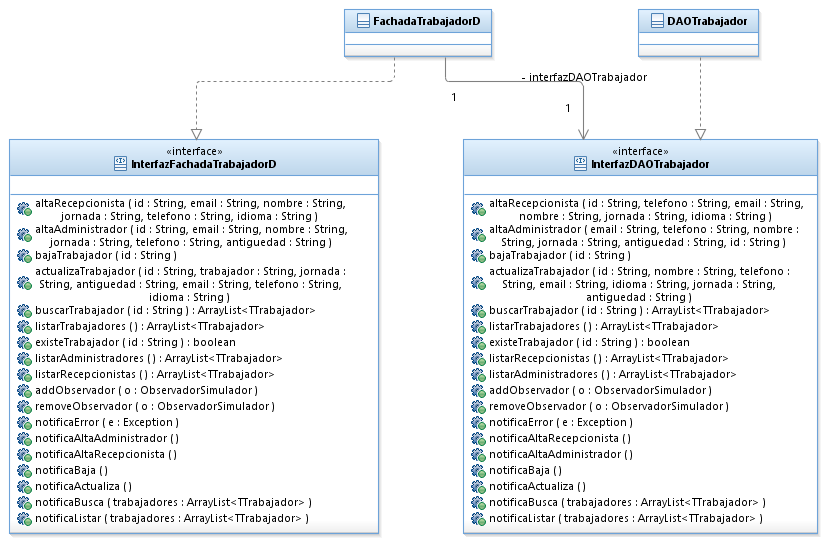 FachadaTrabajadorD
DAOTrabajador
- interfazDAOTrabajador
1
1
«interface»
InterfazFachadaTrabajadorD
altaRecepcionista ( id : String, email : String, nombre : String,
jornada : String, telefono : String, idioma : String )
altaAdministrador ( id : String, email : String, nombre : String,
jornada : String, telefono : String, antiguedad : String )
bajaTrabajador ( id : String )
actualizaTrabajador ( id : String, trabajador : String, jornada :
String, antiguedad : String, email : String, telefono : String,
idioma : String )
buscarTrabajador ( id : String ) : ArrayList<TTrabajador>
listarTrabajadores ( ) : ArrayList<TTrabajador>
existeTrabajador ( id : String ) : boolean
listarAdministradores ( ) : ArrayList<TTrabajador>
listarRecepcionistas ( ) : ArrayList<TTrabajador>
addObservador ( o : ObservadorSimulador )
removeObservador ( o : ObservadorSimulador )
notificaError ( e : Exception )
notificaAltaAdministrador ( )
notificaAltaRecepcionista ( )
notificaBaja ( )
notificaActualiza ( )
notificaBusca ( trabajadores : ArrayList<TTrabajador> )
notificaListar ( trabajadores : ArrayList<TTrabajador> )
«interface»
InterfazDAOTrabajador
altaRecepcionista ( id : String, telefono : String, email : String,
nombre : String, jornada : String, idioma : String )
altaAdministrador ( email : String, telefono : String, nombre :
String, jornada : String, antiguedad : String, id : String )
bajaTrabajador ( id : String )
actualizaTrabajador ( id : String, nombre : String, telefono :
String, email : String, idioma : String, jornada : String,
antiguedad : String )
buscarTrabajador ( id : String ) : ArrayList<TTrabajador>
listarTrabajadores ( ) : ArrayList<TTrabajador>
existeTrabajador ( id : String ) : boolean
listarRecepcionistas ( ) : ArrayList<TTrabajador>
listarAdministradores ( ) : ArrayList<TTrabajador>
addObservador ( o : ObservadorSimulador )
removeObservador ( o : ObservadorSimulador )
notificaError ( e : Exception )
notificaAltaRecepcionista ( )
notificaAltaAdministrador ( )
notificaBaja ( )
notificaActualiza ( )
notificaBusca ( trabajadores : ArrayList<TTrabajador> )
notificaListar ( trabajadores : ArrayList<TTrabajador> )